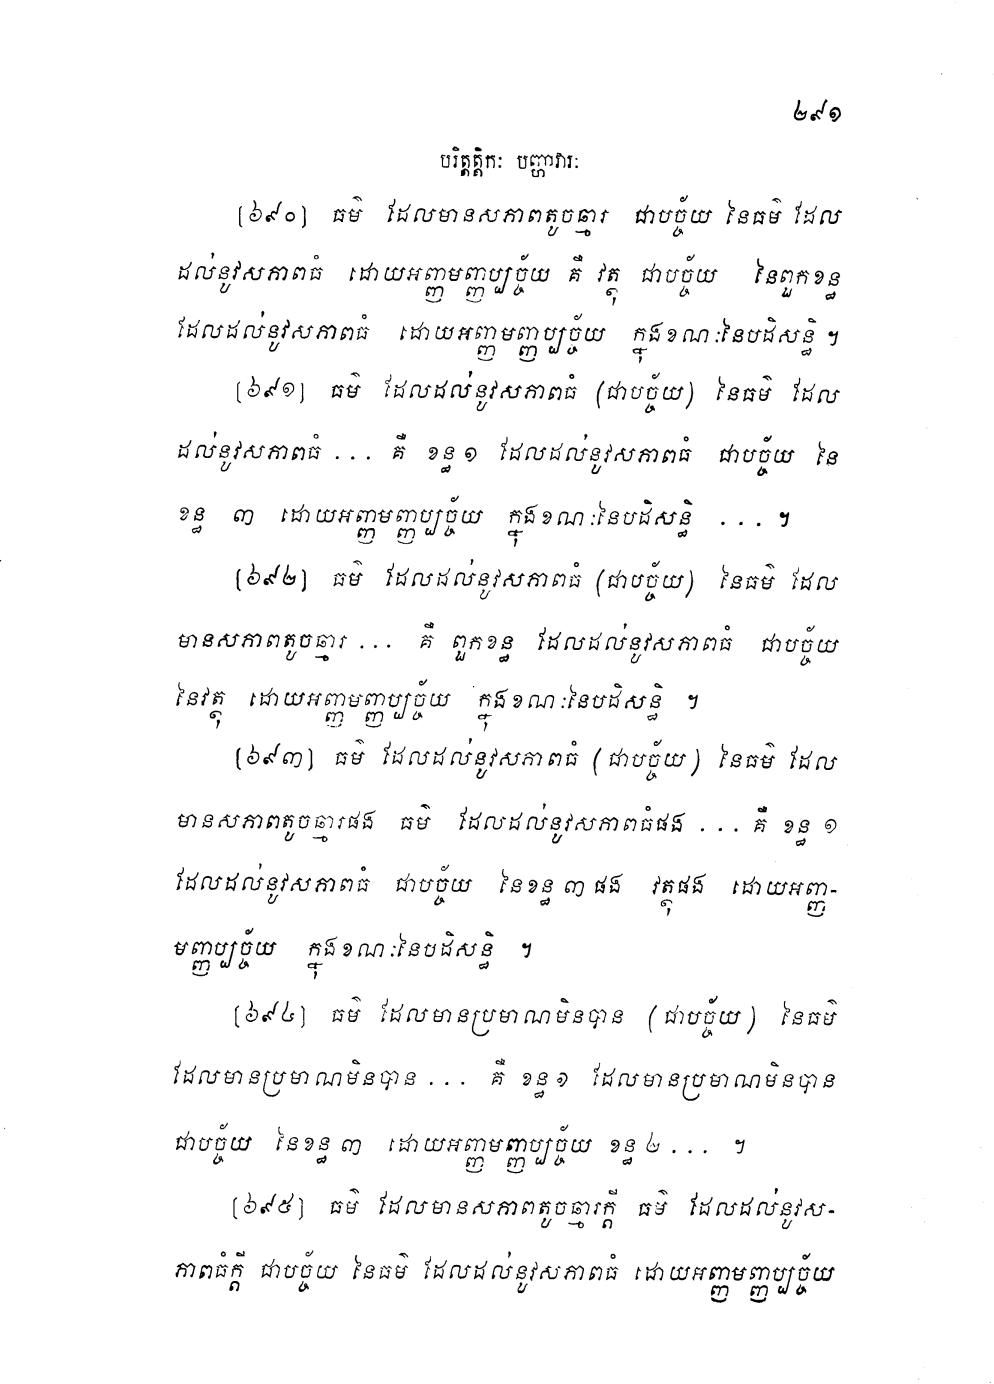 ២៩១
បរិត្តត្តិកៈ បញ្ហាវារៈ
[៦៩០] ធម៌ ដែលមានសភាពតូចឆ្មារ ជាបច្ច័យ នៃធម៌ ដែល
ដល់នូវសភាពធំ ដោយអញ្ញមញ្ញប្បច្ច័យ គឺ វត្ថុ ជាបច្ច័យ នៃពួកខន្ធ
ដែលដល់នូវសភាពធំ ដោយអញ្ញមញ្ញប្បច្ច័យ ក្នុងខណៈនៃបដិសន្ធិ ។
[៦៩១] ធម៌ ដែលដល់នូវសភាពធំ (ជាបច្ច័យ) នៃធម៌ ដែល
ដល់នូវសភាពធំ ... គឺ ខន្ធ ១ ដែលដល់នូវសភាពធំ ជាបច្ច័យ នៃ
ខន្ធ ៣ ដោយអញ្ញមញ្ញប្បច្ច័យ ក្នុងខណៈនៃបដិសន្ធិ ... ។
[៦៩២] ធម៌ ដែលដល់នូវសភាពធំ (ជាបច្ច័យ) នៃធម៌ ដែល
មានសភាពតូចឆ្មារ ... គឺ ពួកខន្ធ ដែលដល់នូវសភាពធំ ជាបច្ច័យ
នៃវត្ថុ ដោយអញ្ញមញ្ញប្បច្ច័យ ក្នុងខណៈនៃបដិសន្ធិ ។
[៦៩៣] ធម៌ ដែលដល់នូវសភាពធំ (ជាបច្ច័យ) នៃធម៌ ដែល
មានសភាពតូចឆ្មារផង ធម៌ ដែលដល់នូវសភាពធំផង ... គឺ ខន្ធ ១
ដែលដល់នូវសភាពធំ ជាបច្ច័យ នៃខន្ធ ៣ ផង វត្ថុផង ដោយអញ្ញ-
មញ្ញប្បច្ច័យ ក្នុងខណៈនៃបដិសន្ធិ ។
[៦៩៤] ធម៌ ដែលមានប្រមាណមិនបាន (ជាបច្ច័យ) នៃធម៌
ដែលមានប្រមាណមិនបាន ... គឺ ខន្ធ ១ ដែលមានប្រមាណមិនបាន
ជាបច្ច័យ នៃខន្ធ ៣ ដោយអញ្ញមញ្ញប្បច្ច័យ ខន្ធ ២ ... ។
[៦៩៥] ធម៌ ដែលមានសភាពតូចឆ្មារក្តី ធម៌ ដែលដល់នូវស-
ភាពធំក្តី ជាបច្ច័យ នៃធម៌ ដែលដល់នូវសភាពធំ ដោយអញ្ញមញ្ញប្បច្ច័យ